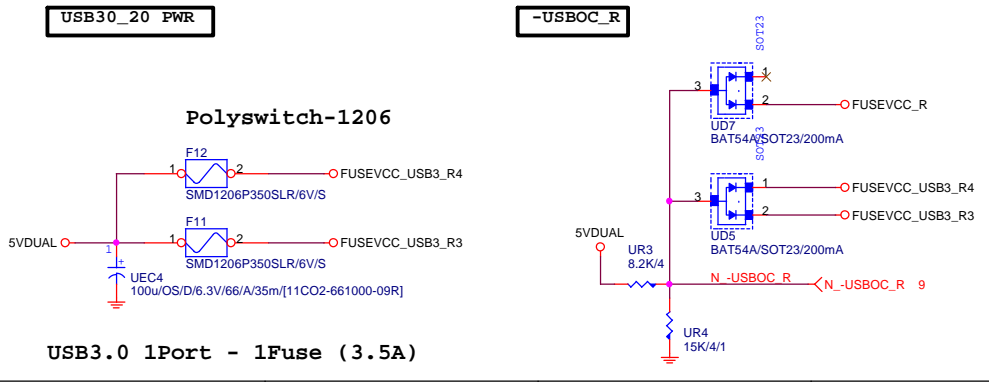 USB30_20 PWR
-USBOC_R
SOT23
1
3
2
FUSEVCC_R
UD7
BAT54A/SOT23/200mA
Polyswitch-1206
F12
1
2
FUSEVCC_USB3_R4
SMD1206P350SLR/6V/S
F11
1
2
FUSEVCC_USB3_R3
SMD1206P350SLR/6V/S
5VDUAL
1
+
UEC4
100u/OS/D/6.3V/66/A/35m/[11CO2-661000-09R]
SOT23
1
FUSEVCC_USB3_R4
3
2
FUSEVCC_USB3_R3
UD5
BAT54A/SOT23/200mA
5VDUAL
UR3
8.2K/4
N_-USBOC_R
N_-USBOC_R 9
UR4
15K/4/1
USB3.0 1Port - 1Fuse (3.5A)